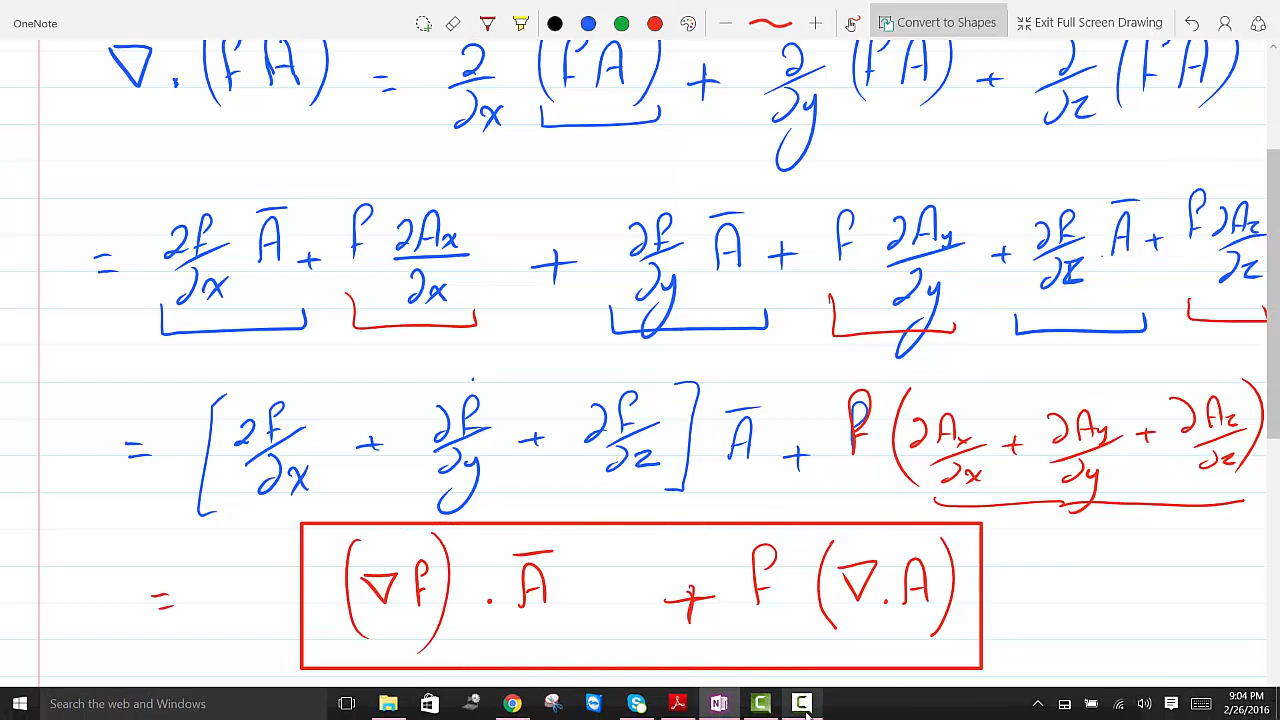 OneNote
Convert to Shapes
Exit Full Screen Drawing
∇ . (f A) = ∂/∂x (f A) + ∂/∂y (f A) + ∂/∂z (f A)
= ∂f/∂x Ā + f ∂Ax/∂x + ∂f/∂y Ā + f ∂Ay/∂y + ∂f/∂z . Ā + f ∂Az/∂z
= [∂f/∂x + ∂f/∂y + ∂f/∂z] Ā + f (∂Ax/∂x + ∂Ay/∂y + ∂Az/∂z)
= (∇f) . Ā + f (∇ . A)
Search the web and Windows
9:04 PM
2/26/2016